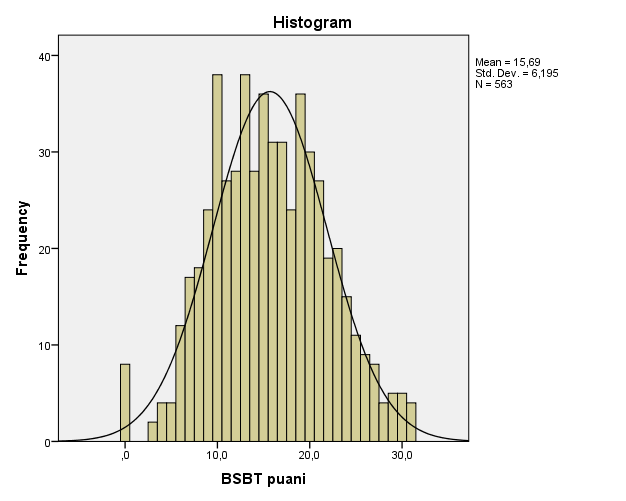 Histogram
Mean = 15,69
Std. Dev. = 6,195
N = 563
Frequency
40
30
20
10
0
,0
10,0
20,0
30,0
BSBT puani